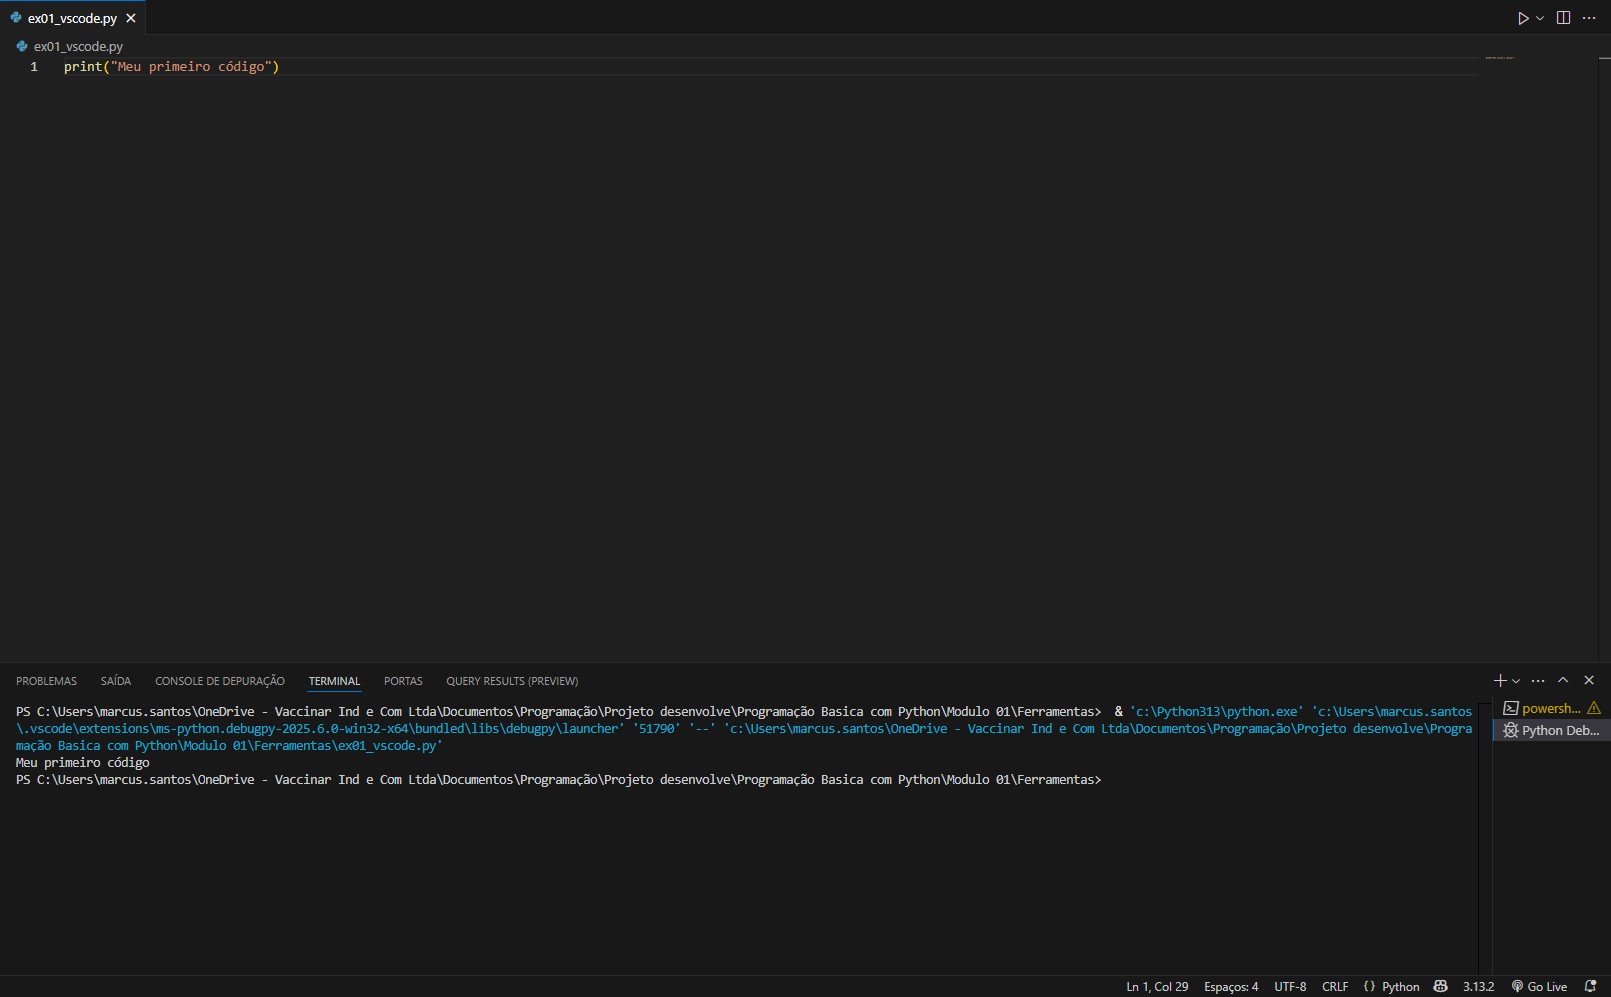 ex01_vscode.py
ex01_vscode.py
1 print("Meu primeiro código")
PROBLEMAS SAÍDA CONSOLE DE DEPURAÇÃO TERMINAL PORTAS QUERY RESULTS (PREVIEW)
PS C:\Users\marcus.santos\OneDrive - Vaccinar Ind e Com Ltda\Documentos\Programação\Projeto desenvolve\Programação Basica com Python\Modulo 01\Ferramentas> & 'c:\Python313\python.exe' 'c:\Users\marcus.santos
\.vscode\extensions\ms-python.debugpy-2025.6.0-win32-x64\bundled\libs\debugpy\launcher' '51790' '--' 'c:\Users\marcus.santos\OneDrive - Vaccinar Ind e Com Ltda\Documentos\Programação\Projeto desenvolve\Progra
mação Basica com Python\Modulo 01\Ferramentas\ex01_vscode.py'
Meu primeiro código
PS C:\Users\marcus.santos\OneDrive - Vaccinar Ind e Com Ltda\Documentos\Programação\Projeto desenvolve\Programação Basica com Python\Modulo 01\Ferramentas>
powersh...
Python Deb...
Ln 1, Col 29 Espaços: 4 UTF-8 CRLF {} Python 3.13.2 Go Live